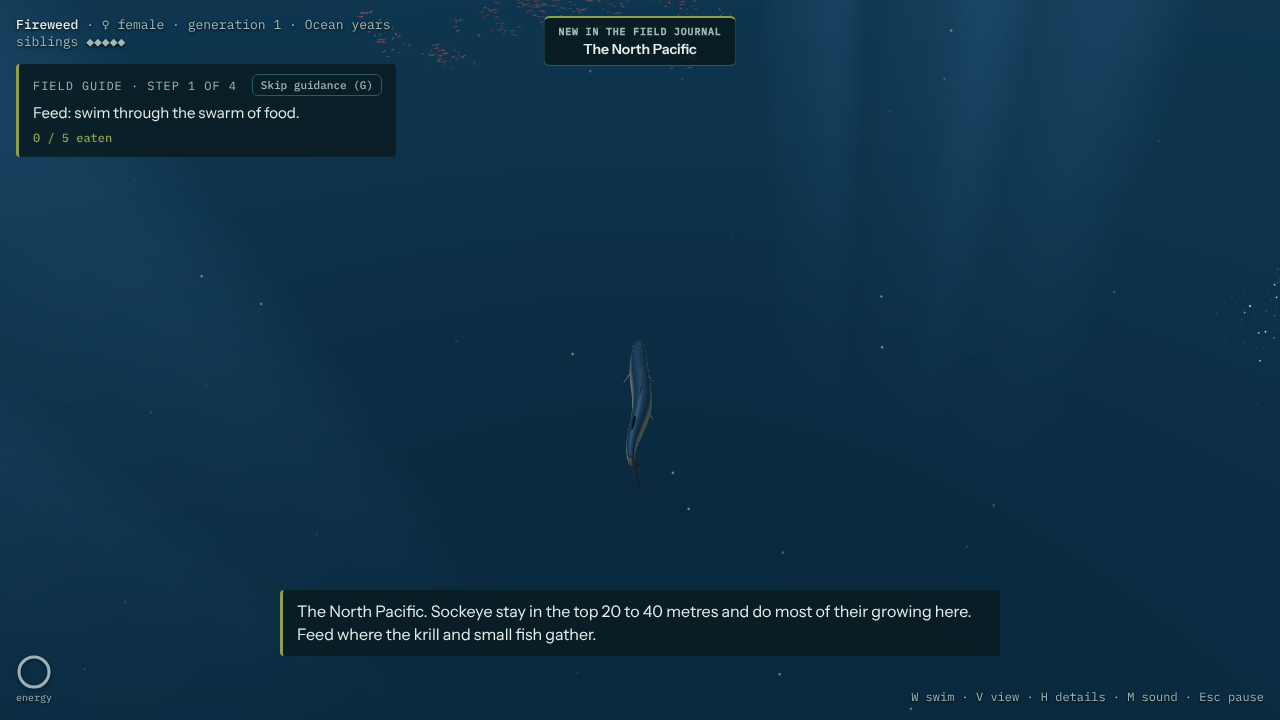 Fireweed · ♀ female · generation 1 · Ocean years
siblings ◆◆◆◆◆
NEW IN THE FIELD JOURNAL
The North Pacific
FIELD GUIDE · STEP 1 OF 4
Skip guidance (G)
Feed: swim through the swarm of food.
0 / 5 eaten
The North Pacific. Sockeye stay in the top 20 to 40 metres and do most of their growing here.
Feed where the krill and small fish gather.
energy
W swim · V view · H details · M sound · Esc pause